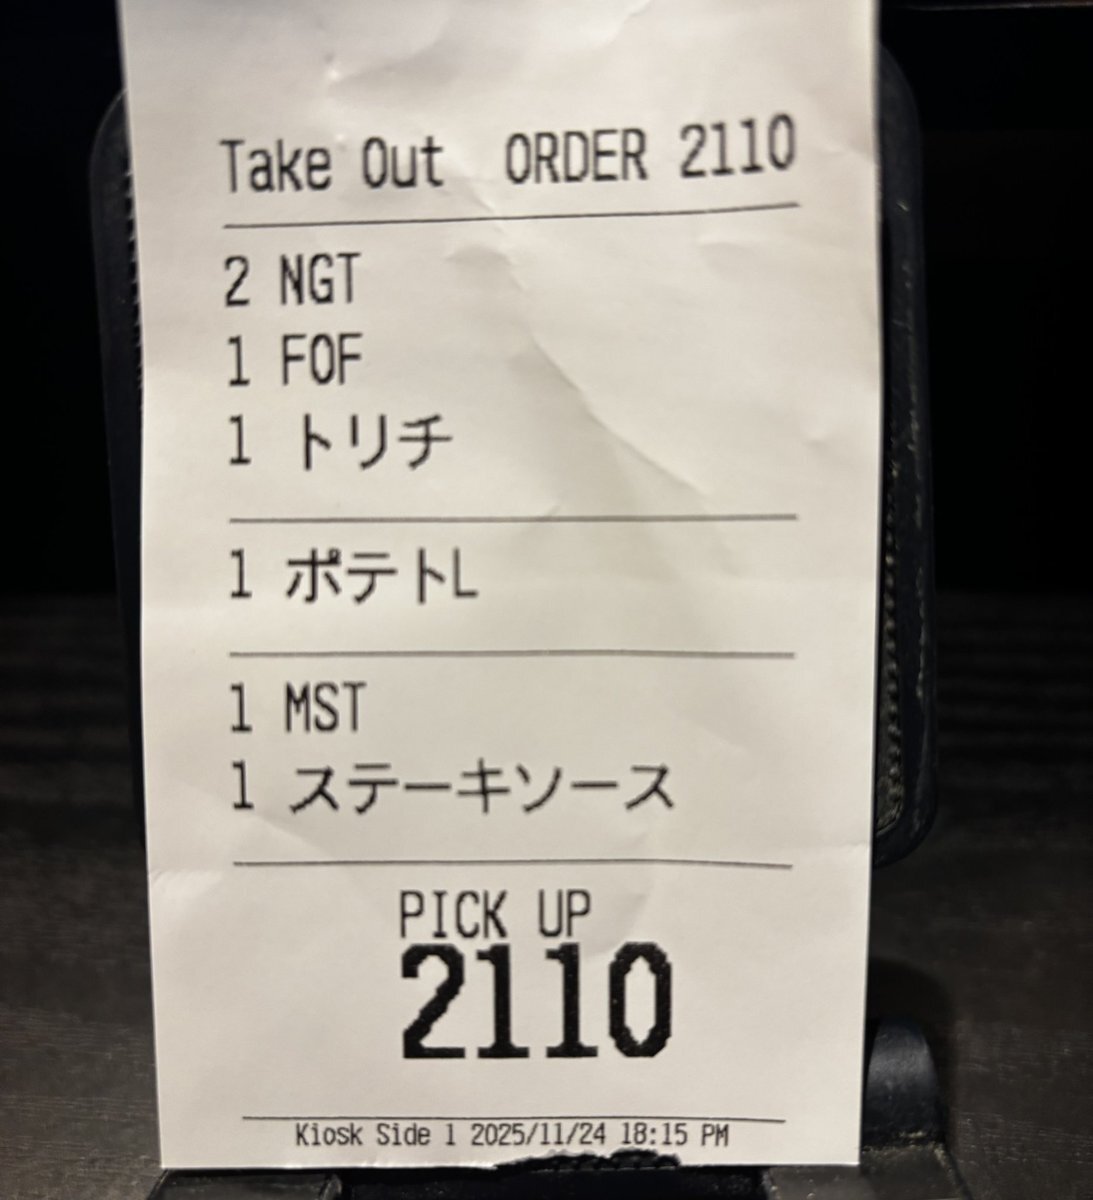 Take Out ORDER 2110
2 NGT
1 FOF
1 トリチ
1 ポテトL
1 MST
1 ステーキソース
PICK UP
2110
Kiosk Side 1 2025/11/24 18:15 PM